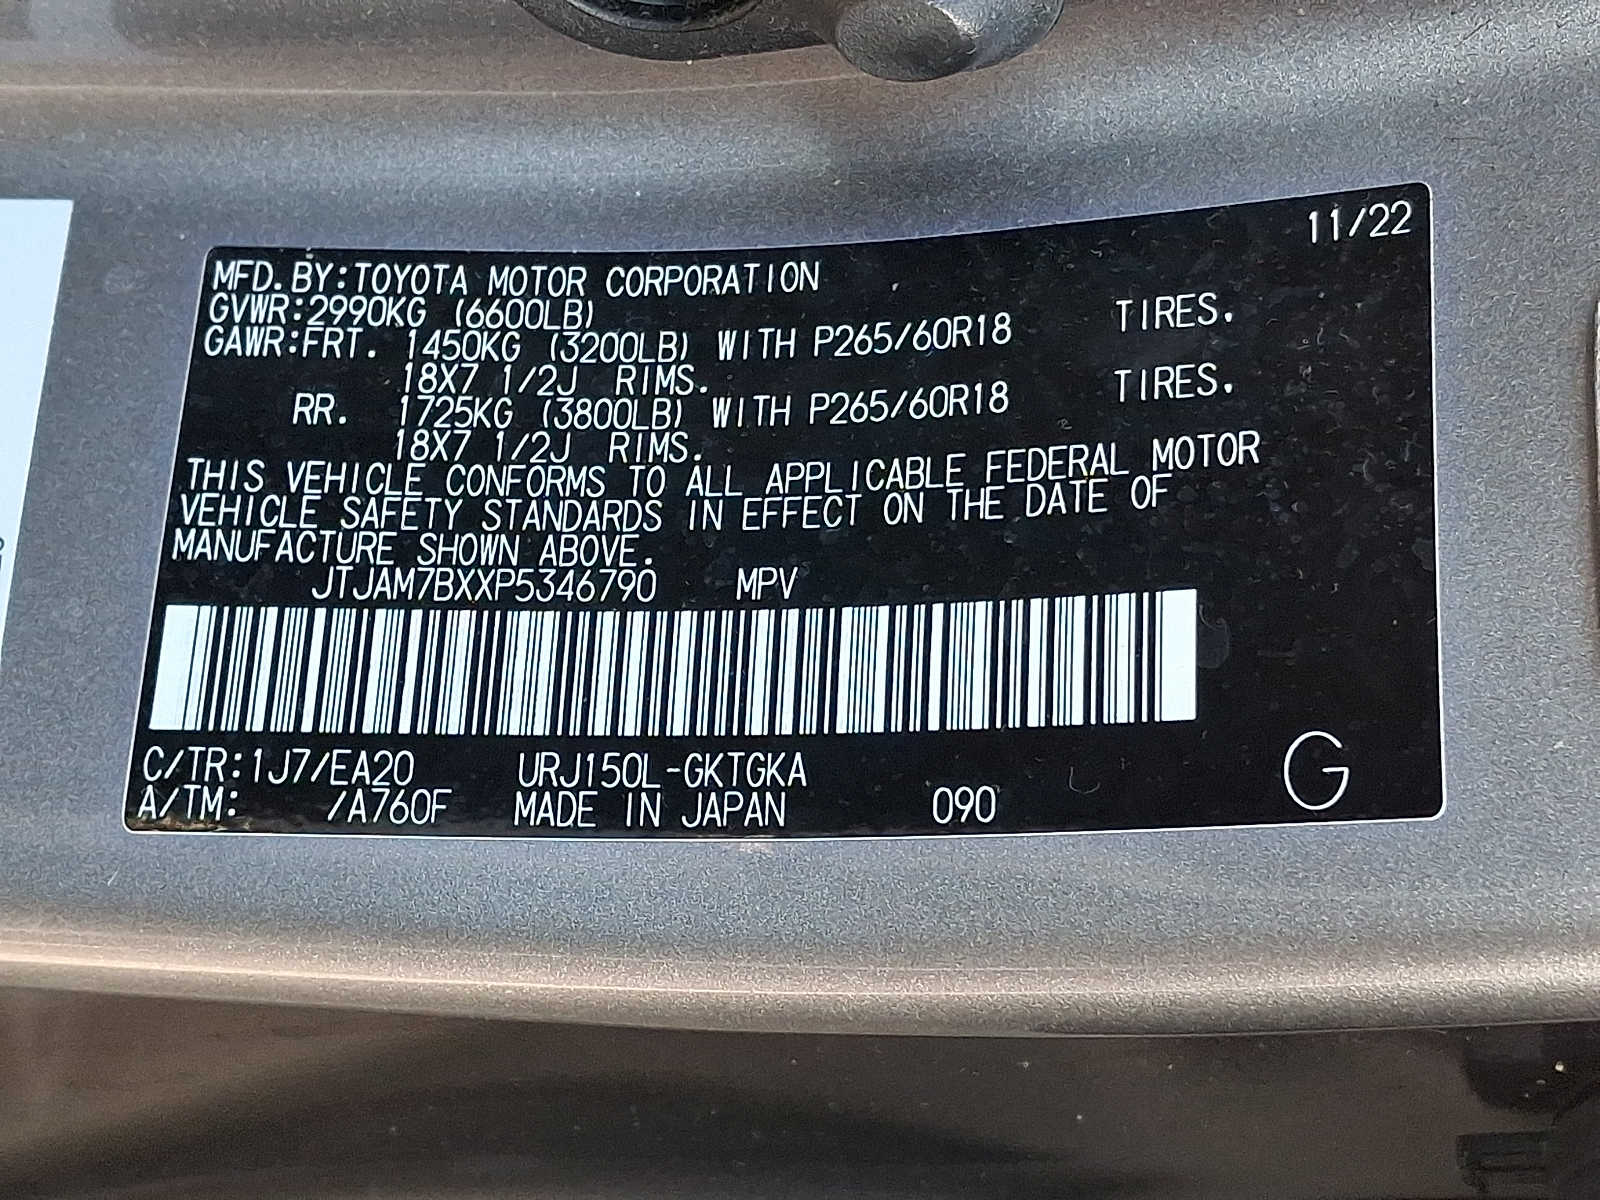 11/22
MFD.BY:TOYOTA MOTOR CORPORATION
GVWR:2990KG (6600LB)
GAWR:FRT. 1450KG (3200LB) WITH P265/60R18 TIRES.
18X7 1/2J RIMS.
RR. 1725KG (3800LB) WITH P265/60R18 TIRES.
18X7 1/2J RIMS.
THIS VEHICLE CONFORMS TO ALL APPLICABLE FEDERAL MOTOR
VEHICLE SAFETY STANDARDS IN EFFECT ON THE DATE OF
MANUFACTURE SHOWN ABOVE.
JTJAM7BXXP5346790 MPV
C/TR:1J7/EA20 URJ150L-GKTGKA
A/TM: /A760F MADE IN JAPAN 090 G